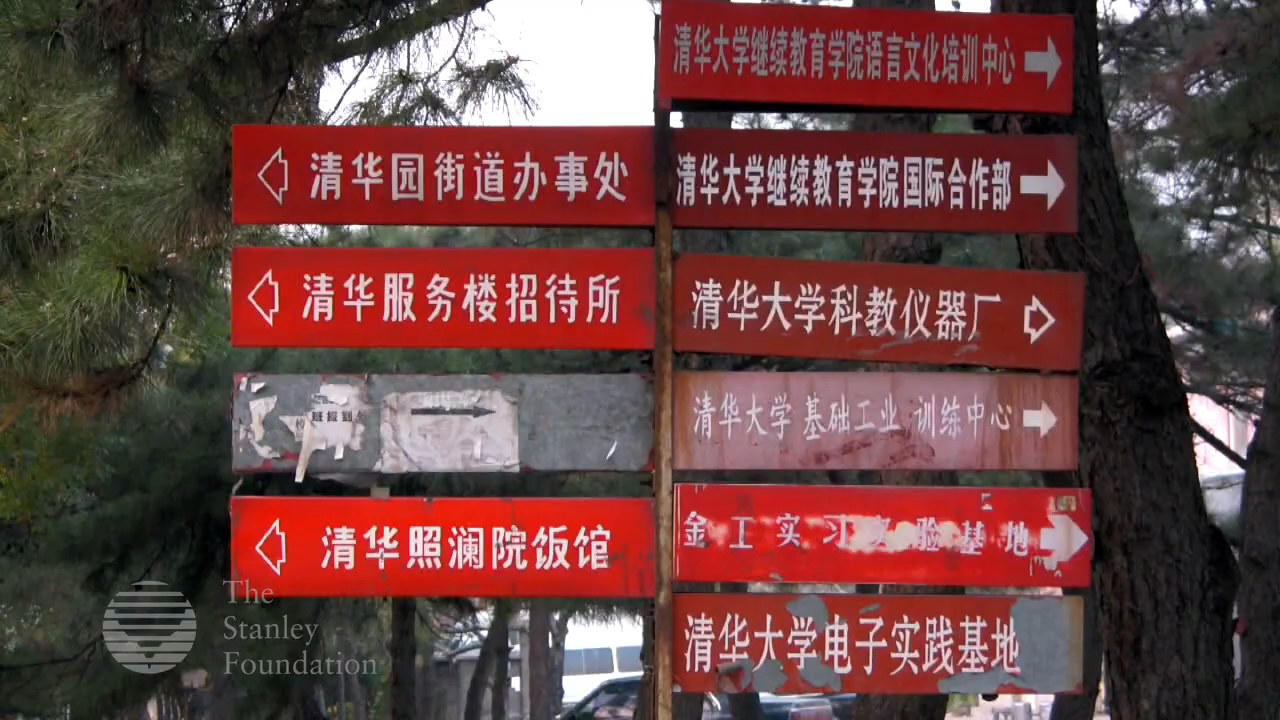 清华大学继续教育学院语言文化培训中心
清华园街道办事处
清华大学继续教育学院国际合作部
清华服务楼招待所
清华大学科教仪器厂
班报到
清华大学 基础工业 训练中心
清华照澜院饭馆
金工实习实验基地
清华大学电子实践基地
The
Stanley
Foundation